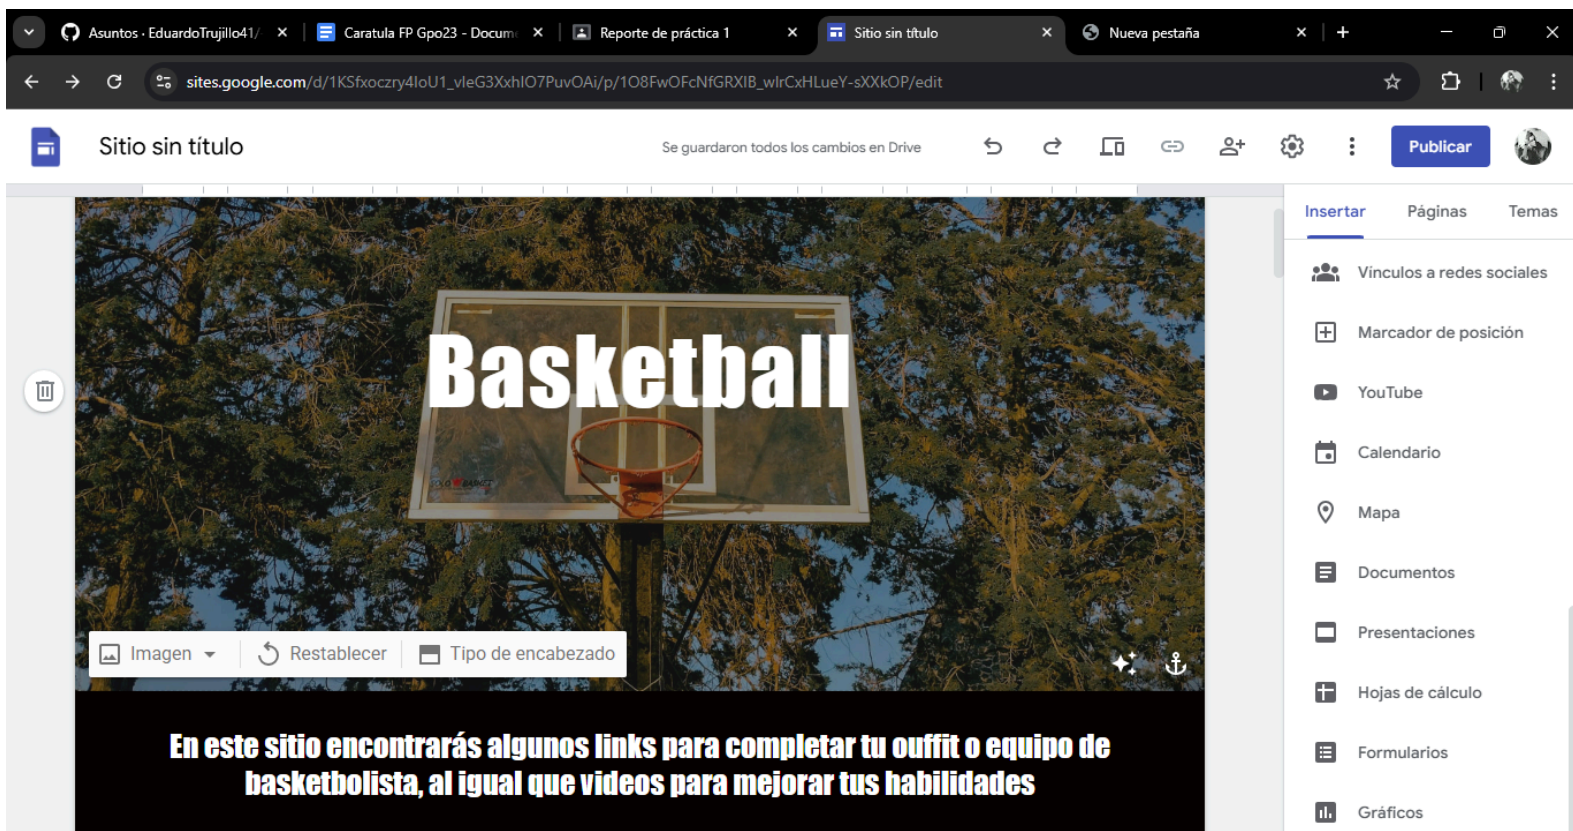 Asuntos · EduardoTrujillo41/
Caratula FP Gpo23 - Docum
Reporte de práctica 1
Sitio sin título
Nueva pestaña
sites.google.com/d/1KSfxoczry4IoU1_vIeG3XxhIO7PuvOAi/p/1O8FwOFcNfGRXIB_wIrCxHLueY-sXXkOP/edit
Sitio sin título
Se guardaron todos los cambios en Drive
Publicar
Insertar
Páginas
Temas
Vínculos a redes sociales
Marcador de posición
YouTube
Calendario
Mapa
Documentos
Presentaciones
Hojas de cálculo
Formularios
Gráficos
Basketball
Imagen
Restablecer
Tipo de encabezado
En este sitio encontrarás algunos links para completar tu ouffit o equipo de
basketbolista, al igual que videos para mejorar tus habilidades